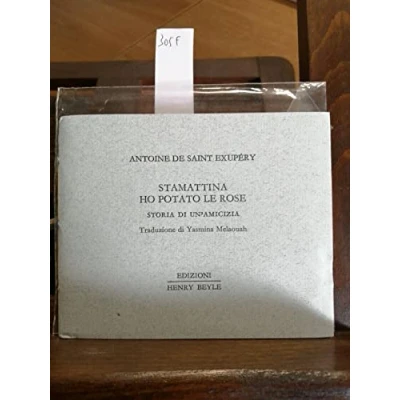 305F
ANTOINE DE SAINT EXUPÉRY
STAMATTINA
HO POTATO LE ROSE
STORIA DI UN'AMICIZIA
Traduzione di Yasmina Melaouah
EDIZIONI
HENRY BEYLE